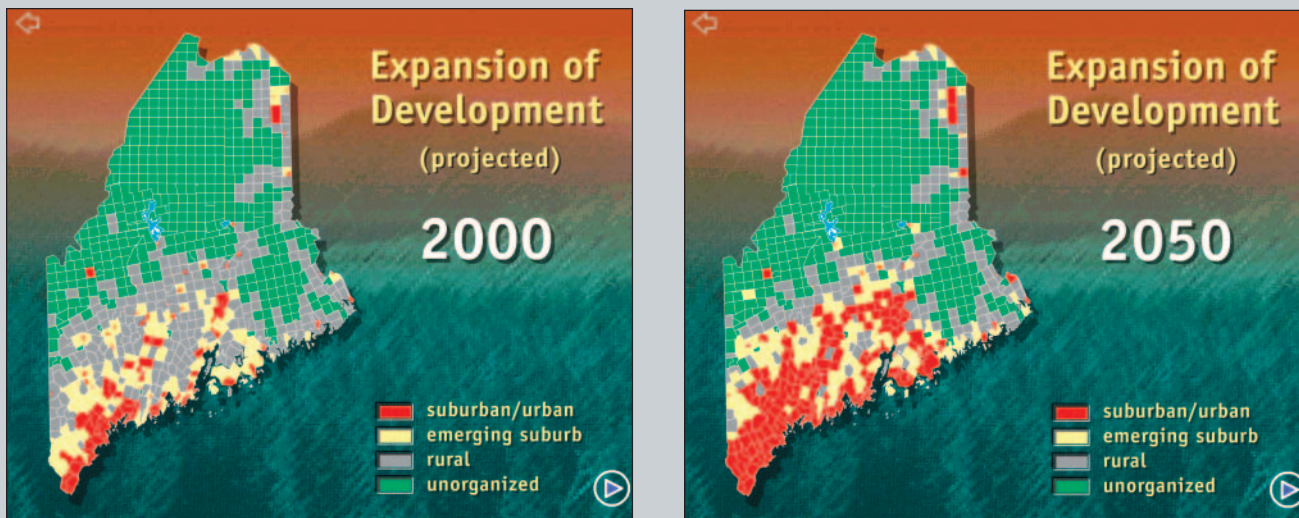 Expansion of
Development
(projected)
2000
suburban/urban
emerging suburb
rural
unorganized
Expansion of
Development
(projected)
2050
suburban/urban
emerging suburb
rural
unorganized